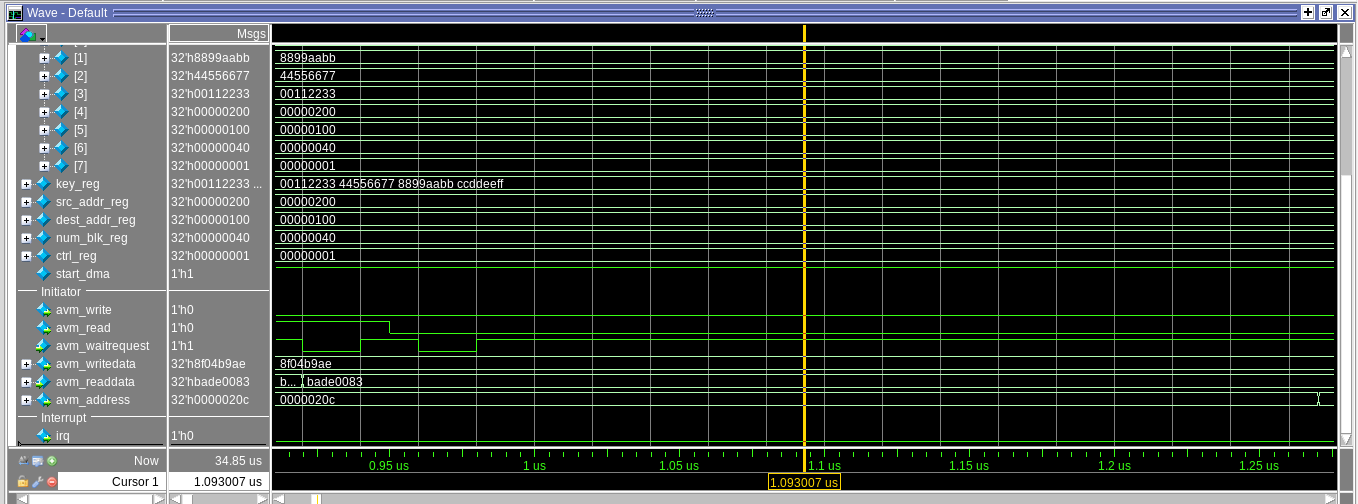 Wave - Default
Msgs
[1] 32'h8899aabb 8899aabb
[2] 32'h44556677 44556677
[3] 32'h00112233 00112233
[4] 32'h00000200 00000200
[5] 32'h00000100 00000100
[6] 32'h00000040 00000040
[7] 32'h00000001 00000001
key_reg 32'h00112233 ... 00112233 44556677 8899aabb ccddeeff
src_addr_reg 32'h00000200 00000200
dest_addr_reg 32'h00000100 00000100
num_blk_reg 32'h00000040 00000040
ctrl_reg 32'h00000001 00000001
start_dma 1'h1
Initiator
avm_write 1'h0
avm_read 1'h0
avm_waitrequest 1'h1
avm_writedata 32'h8f04b9ae 8f04b9ae
avm_readdata 32'hbade0083 b... bade0083
avm_address 32'h0000020c 0000020c
Interrupt
irq 1'h0
Now 34.85 us 0.95 us 1 us 1.05 us 1.1 us 1.15 us 1.2 us 1.25 us
Cursor 1 1.093007 us 1.093007 us